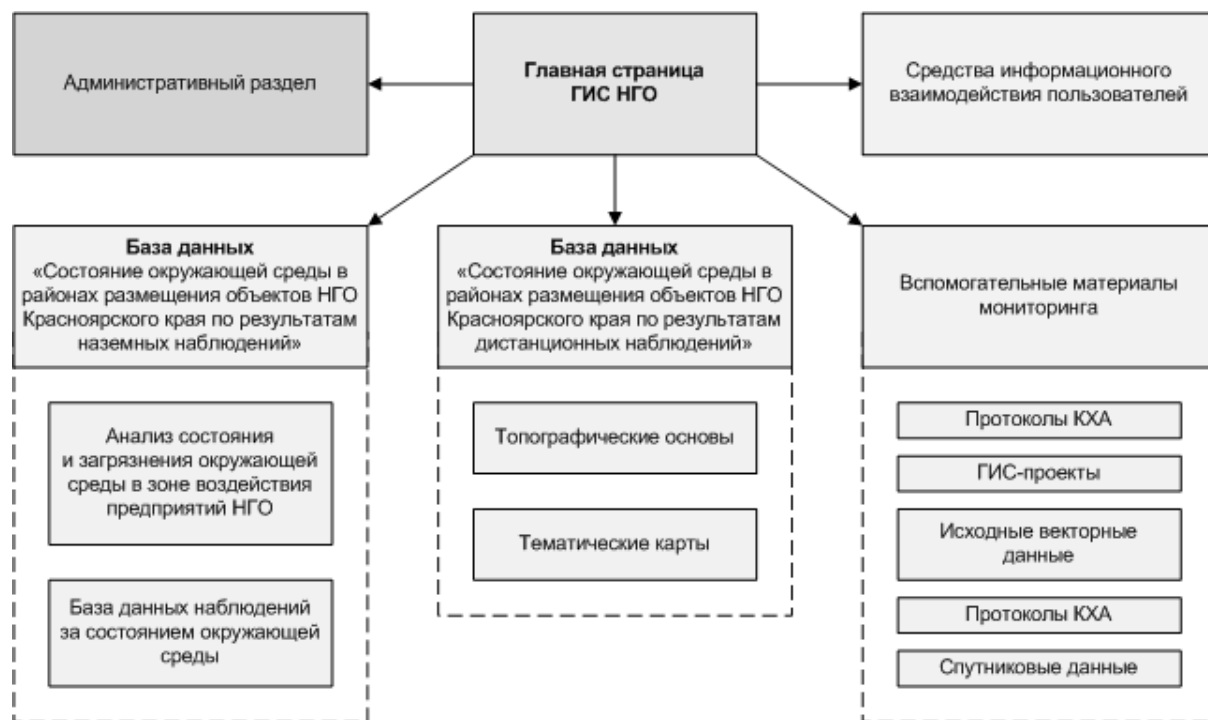 Административный раздел
Главная страница
ГИС НГО
Средства информационного
взаимодействия пользователей
База данных
«Состояние окружающей среды в
районах размещения объектов НГО
Красноярского края по результатам
наземных наблюдений»
База данных
«Состояние окружающей среды в
районах размещения объектов НГО
Красноярского края по результатам
дистанционных наблюдений»
Вспомогательные материалы
мониторинга
Анализ состояния
и загрязнения окружающей
среды в зоне воздействия
предприятий НГО
База данных наблюдений
за состоянием окружающей
среды
Топографические основы
Тематические карты
Протоколы КХА
ГИС-проекты
Исходные векторные
данные
Протоколы КХА
Спутниковые данные